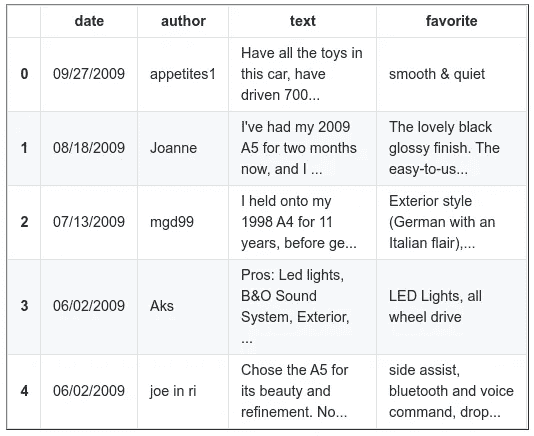 date author text favorite
0 09/27/2009 appetites1 Have all the toys in this car, have driven 700... smooth & quiet
1 08/18/2009 Joanne I've had my 2009 A5 for two months now, and I ... The lovely black glossy finish. The easy-to-us...
2 07/13/2009 mgd99 I held onto my 1998 A4 for 11 years, before ge... Exterior style (German with an Italian flair),...
3 06/02/2009 Aks Pros: Led lights, B&O Sound System, Exterior, ... LED Lights, all wheel drive
4 06/02/2009 joe in ri Chose the A5 for its beauty and refinement. No... side assist, bluetooth and voice command, drop...